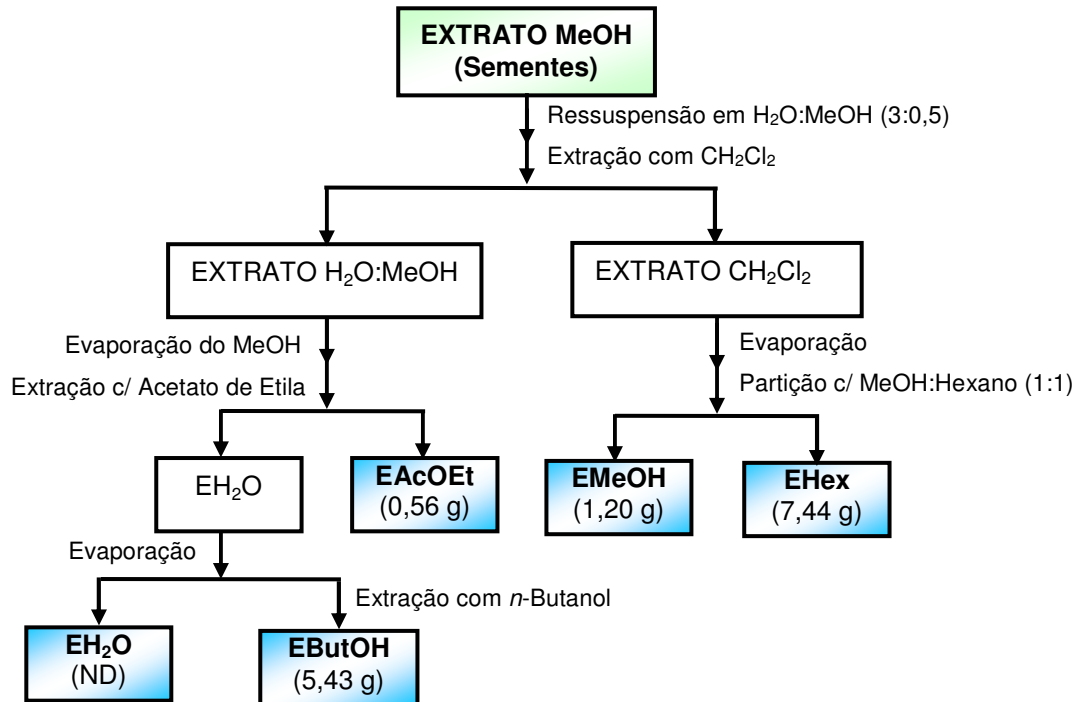 EXTRATO MeOH
(Sementes)
Ressuspensão em H₂O:MeOH (3:0,5)
Extração com CH₂Cl₂
EXTRATO H₂O:MeOH
EXTRATO CH₂Cl₂
Evaporação do MeOH
Extração c/ Acetato de Etila
Evaporação
Partição c/ MeOH:Hexano (1:1)
EH₂O
EAcOEt
(0,56 g)
EMeOH
(1,20 g)
EHex
(7,44 g)
Evaporação
Extração com n-Butanol
EH₂O
(ND)
EButOH
(5,43 g)